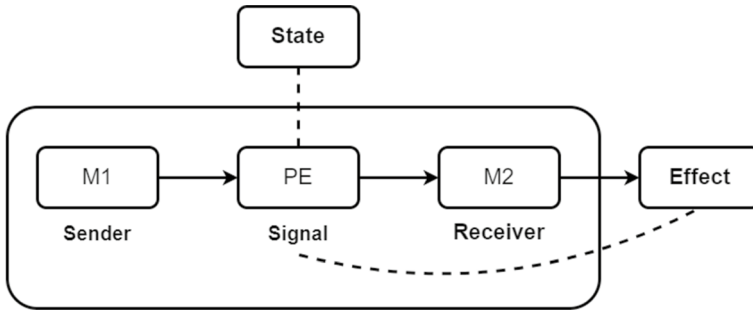 State
M1
PE
M2
Effect
Sender
Signal
Receiver